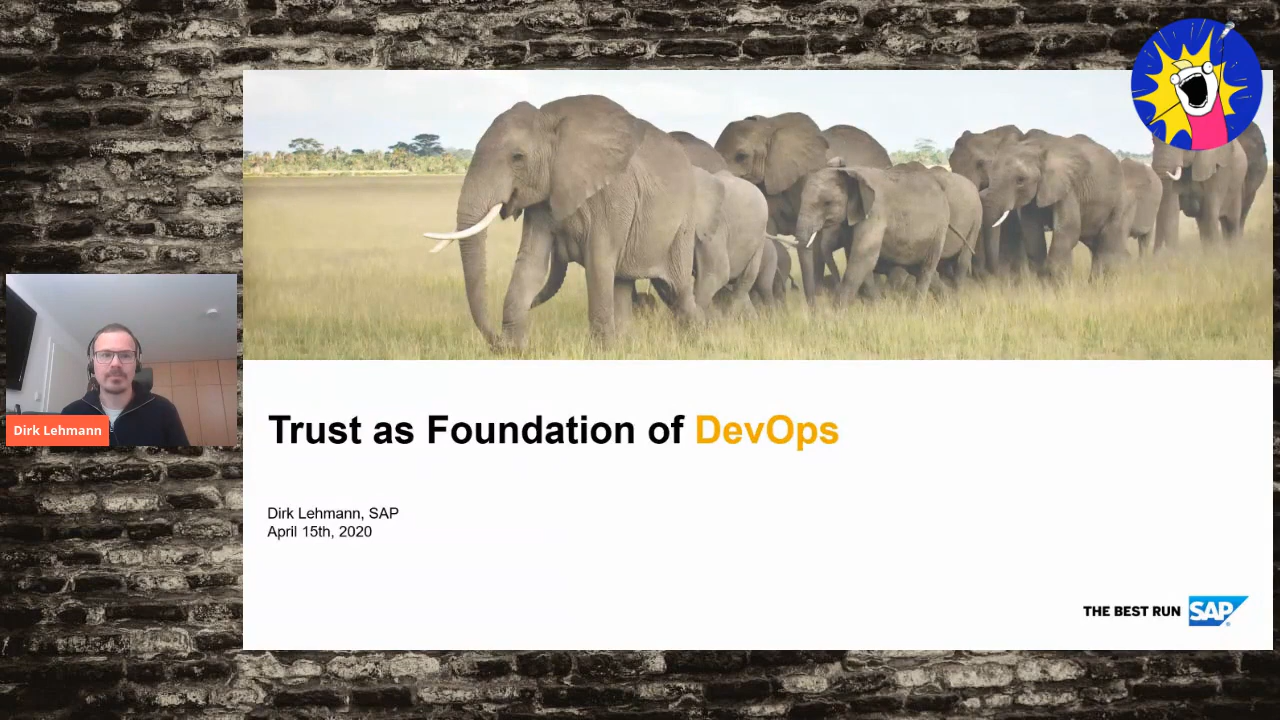 Dirk Lehmann
Trust as Foundation of DevOps
Dirk Lehmann, SAP
April 15th, 2020
THE BEST RUN SAP